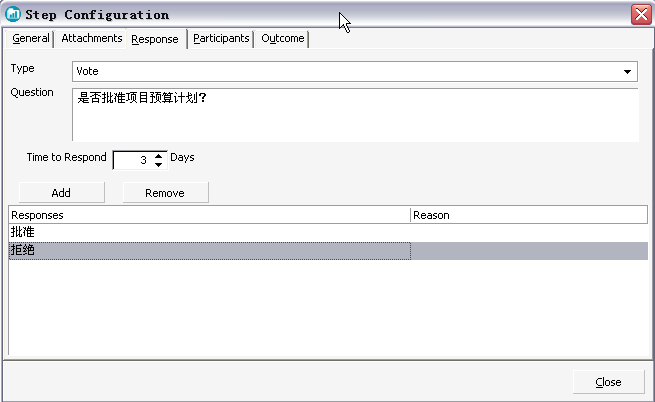 Step Configuration
General Attachments Response Participants Outcome
Type Vote
Question 是否批准项目预算计划？
Time to Respond 3 Days
Add Remove
Responses Reason
批准
拒绝
Close